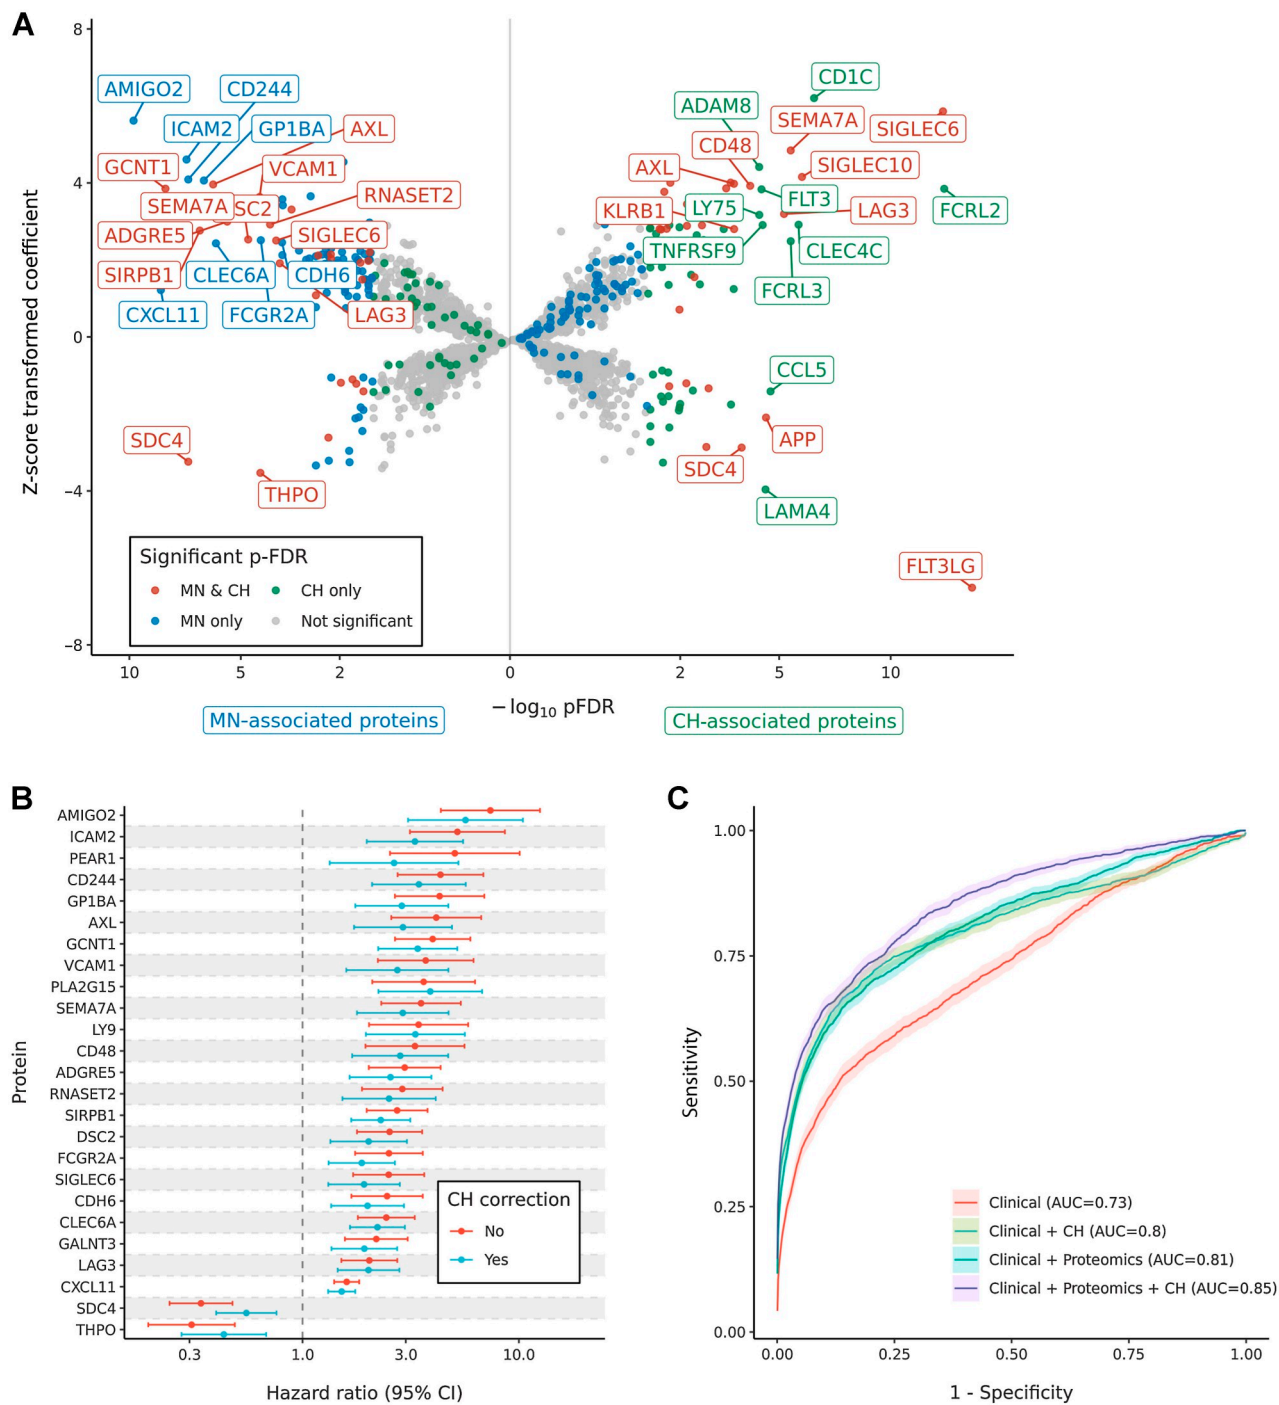 A
8
4
0
−4
−8
Z-score transformed coefficient
AMIGO2
CD244
CD1C
ADAM8
ICAM2
GP1BA
AXL
SEMA7A
SIGLEC6
CD48
GCNT1
VCAM1
AXL
SIGLEC10
RNASET2
SEMA7A
SC2
KLRB1
LY75
FLT3
LAG3
FCRL2
ADGRE5
SIGLEC6
TNFRSF9
CLEC4C
SIRPB1
CLEC6A
CDH6
FCRL3
CXCL11
FCGR2A
LAG3
CCL5
SDC4
APP
SDC4
THPO
LAMA4
FLT3LG
Significant p-FDR
MN & CH
CH only
MN only
Not significant
10 5 2 0 2 5 10
−log10 pFDR
MN-associated proteins
CH-associated proteins
B
Protein
AMIGO2
ICAM2
PEAR1
CD244
GP1BA
AXL
GCNT1
VCAM1
PLA2G15
SEMA7A
LY9
CD48
ADGRE5
RNASET2
SIRPB1
DSC2
FCGR2A
SIGLEC6
CDH6
CLEC6A
GALNT3
LAG3
CXCL11
SDC4
THPO
CH correction
No
Yes
0.3 1.0 3.0 10.0
Hazard ratio (95% CI)
C
1.00
0.75
0.50
0.25
0.00
Sensitivity
Clinical (AUC=0.73)
Clinical + CH (AUC=0.8)
Clinical + Proteomics (AUC=0.81)
Clinical + Proteomics + CH (AUC=0.85)
0.00 0.25 0.50 0.75 1.00
1 - Specificity